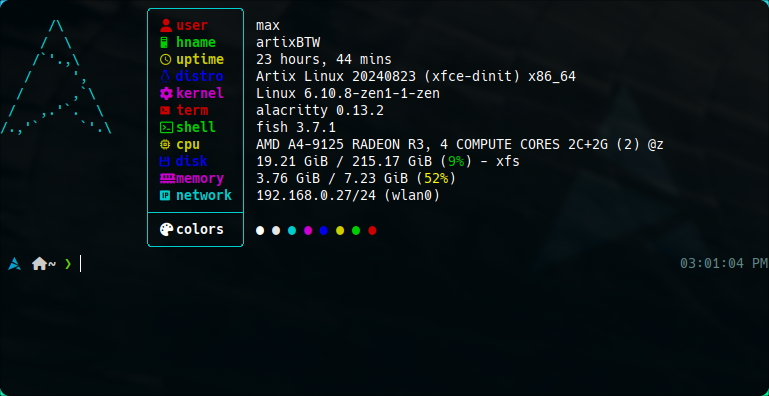 user max
hname artixBTW
uptime 23 hours, 44 mins
distro Artix Linux 20240823 (xfce-dinit) x86_64
kernel Linux 6.10.8-zen1-1-zen
term alacritty 0.13.2
shell fish 3.7.1
cpu AMD A4-9125 RADEON R3, 4 COMPUTE CORES 2C+2G (2) @z
disk 19.21 GiB / 215.17 GiB (9%) - xfs
memory 3.76 GiB / 7.23 GiB (52%)
network 192.168.0.27/24 (wlan0)
colors
~ ❯ 03:01:04 PM